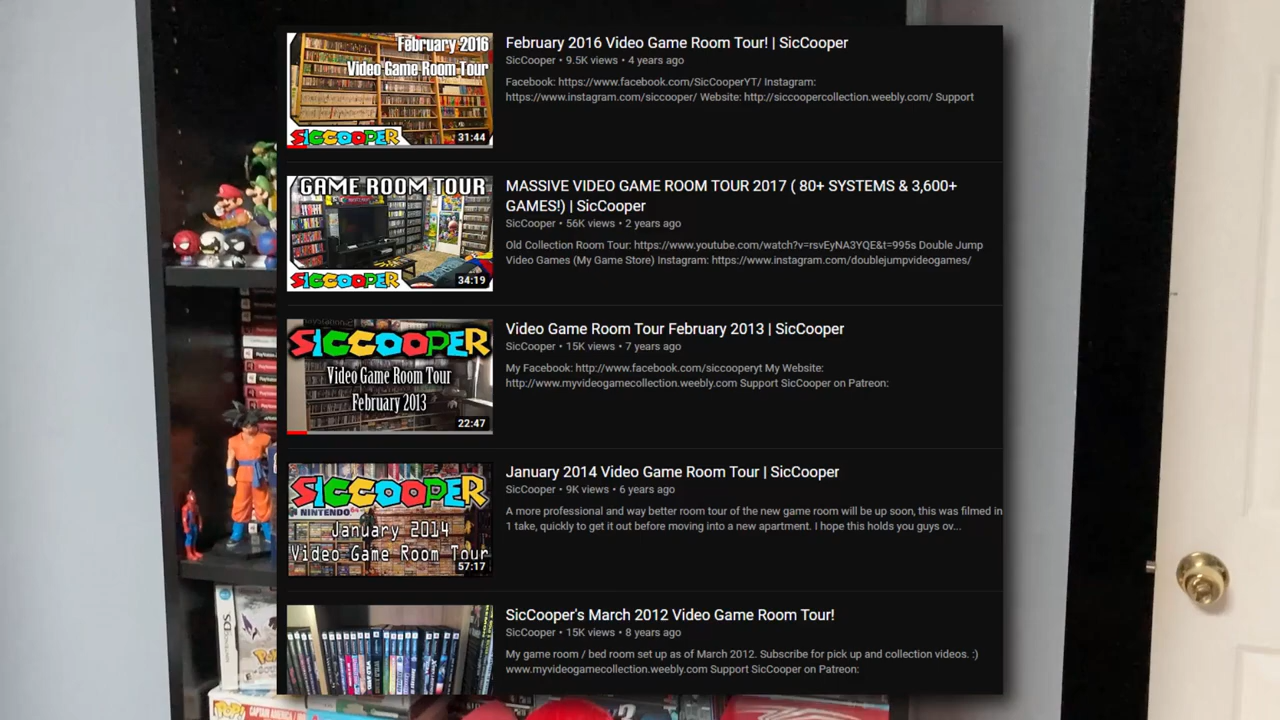 February 2016
Video Game Room Tour
SICCOOPER
31:44
February 2016 Video Game Room Tour! | SicCooper
SicCooper • 9.5K views • 4 years ago
Facebook: https://www.facebook.com/SicCooperYT/ Instagram:
https://www.instagram.com/siccooper/ Website: http://siccoopercollection.weebly.com/ Support
GAME ROOM TOUR
SICCOOPER
34:19
MASSIVE VIDEO GAME ROOM TOUR 2017 ( 80+ SYSTEMS & 3,600+
GAMES!) | SicCooper
SicCooper • 56K views • 2 years ago
Old Collection Room Tour: https://www.youtube.com/watch?v=rsvEyNA3YQE&t=995s Double Jump
Video Games (My Game Store) Instagram: https://www.instagram.com/doublejumpvideogames/
SICCOOPER
Video Game Room Tour
February 2013
22:47
Video Game Room Tour February 2013 | SicCooper
SicCooper • 15K views • 7 years ago
My Facebook: http://www.facebook.com/siccooperyt My Website:
http://www.myvideogamecollection.weebly.com Support SicCooper on Patreon:
SICCOOPER
NINTENDO
January 2014
Video Game Room Tour
57:17
January 2014 Video Game Room Tour | SicCooper
SicCooper • 9K views • 6 years ago
A more professional and way better room tour of the new game room will be up soon, this was filmed in
1 take, quickly to get it out before moving into a new apartment. I hope this holds you guys ov...
SicCooper's March 2012 Video Game Room Tour!
SicCooper • 15K views • 8 years ago
My game room / bed room set up as of March 2012. Subscribe for pick up and collection videos. :)
www.myvideogamecollection.weebly.com Support SicCooper on Patreon:
DS
POP!
CAPTAIN AMERICA